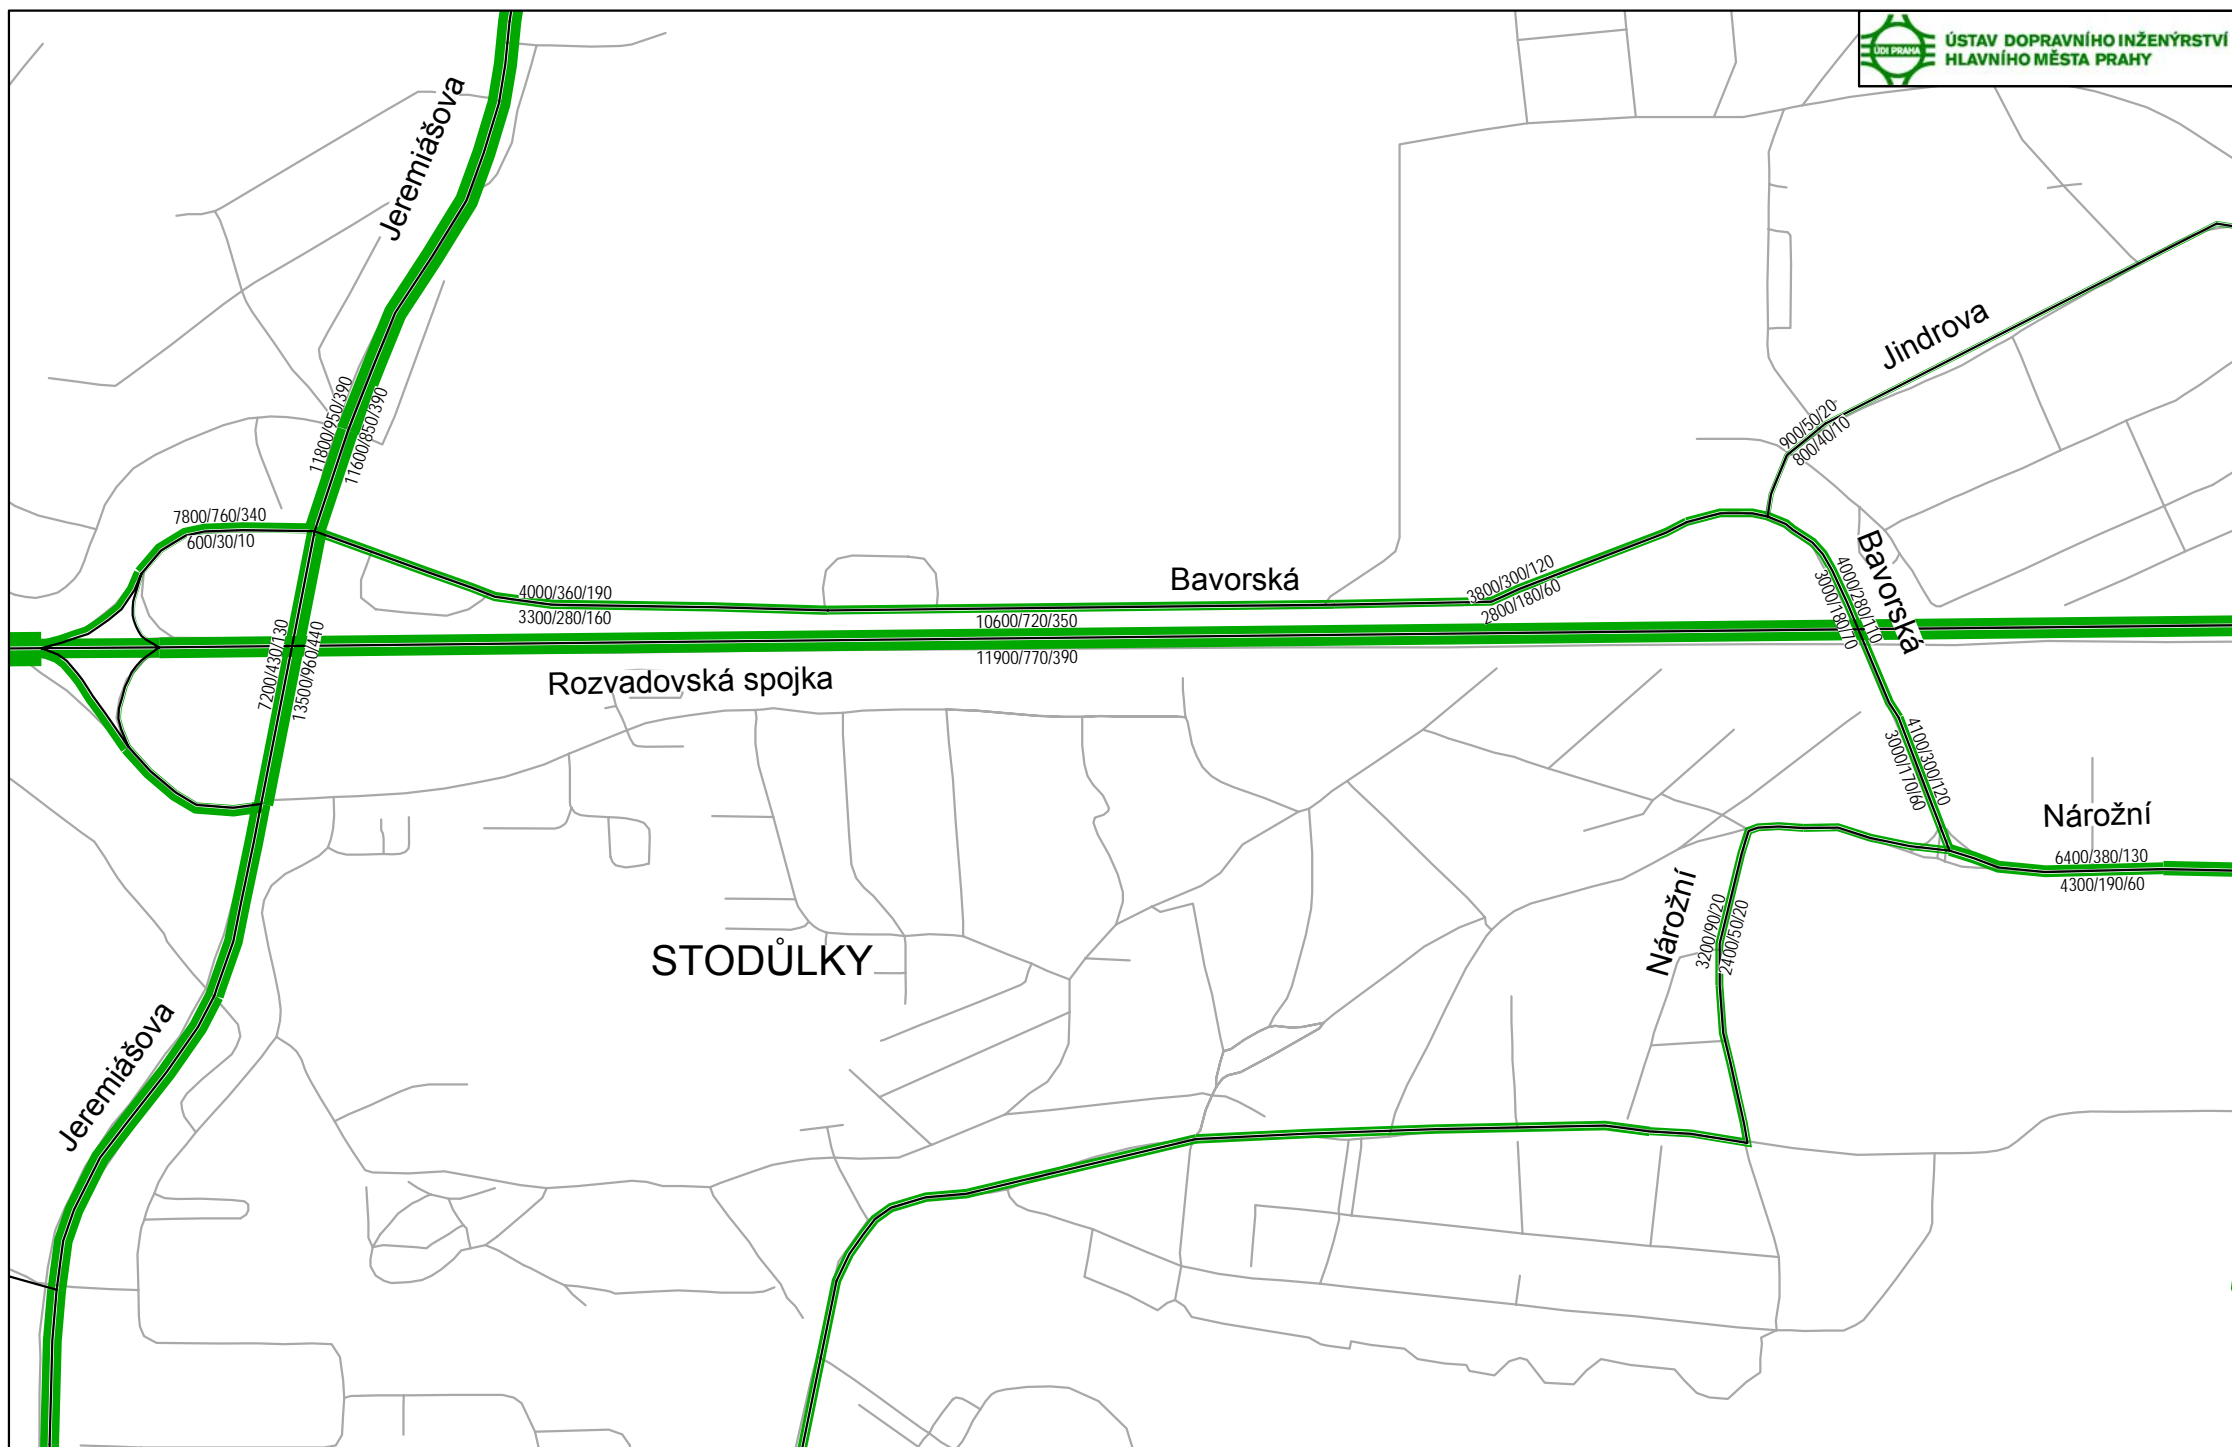 ÚSTAV DOPRAVNÍHO INŽENÝRSTVÍ
HLAVNÍHO MĚSTA PRAHY
ÚDI PRAHA
Jeremiášova
Jindrova
11800/950/390
11600/850/390
900/50/20
800/40/10
7800/760/340
600/30/10
4000/360/190
3300/280/160
Bavorská
3800/300/120
2800/180/60
Bavorská
4000/280/110
3000/180/70
10600/720/350
11900/770/390
7200/430/130
13500/960/440
Rozvadovská spojka
4100/300/120
3000/170/60
Nárožní
6400/380/130
4300/190/60
Nárožní
3200/90/20
2400/50/20
STODŮLKY
Jeremiášova